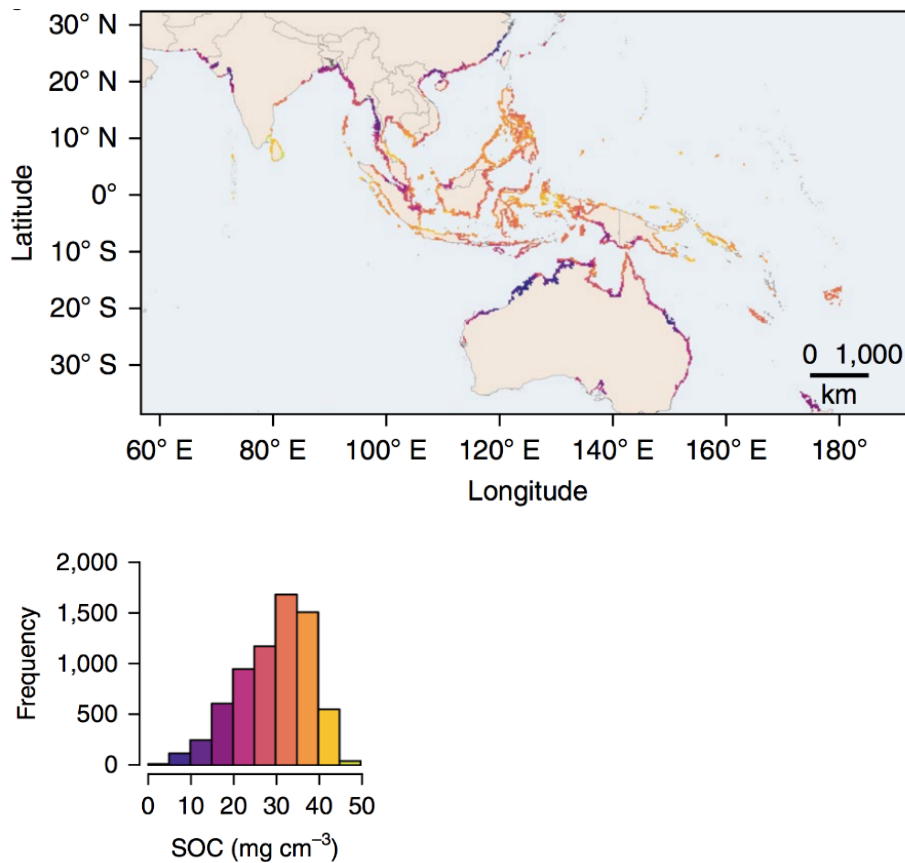 30° N
20° N
10° N
0°
10° S
20° S
30° S
Latitude
0 1,000
km
60° E 80° E 100° E 120° E 140° E 160° E 180°
Longitude
2,000
1,500
1,000
500
0
Frequency
0 10 20 30 40 50
SOC (mg cm⁻³)